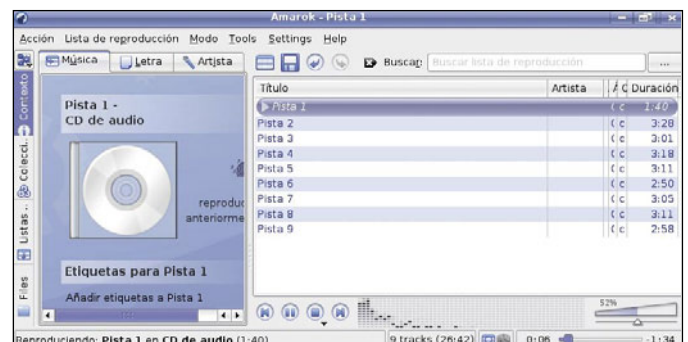 Amarok - Pista 1
Acción Lista de reproducción Modo Tools Settings Help
Música Letra Artista
Buscar: Buscar lista de reproducción ...
Contexto
Colecci.
Listas..
Files
Pista 1 -
CD de audio
reproduc
anteriorme
Etiquetas para Pista 1
Añadir etiquetas a Pista 1
Título Artista Duración
Pista 1 1:40
Pista 2 3:28
Pista 3 3:01
Pista 4 3:18
Pista 5 3:11
Pista 6 2:50
Pista 7 3:05
Pista 8 3:11
Pista 9 2:58
52%
Reproduciendo: Pista 1 en CD de audio (1:40) 9 tracks (26:42) 0:06 -1:34